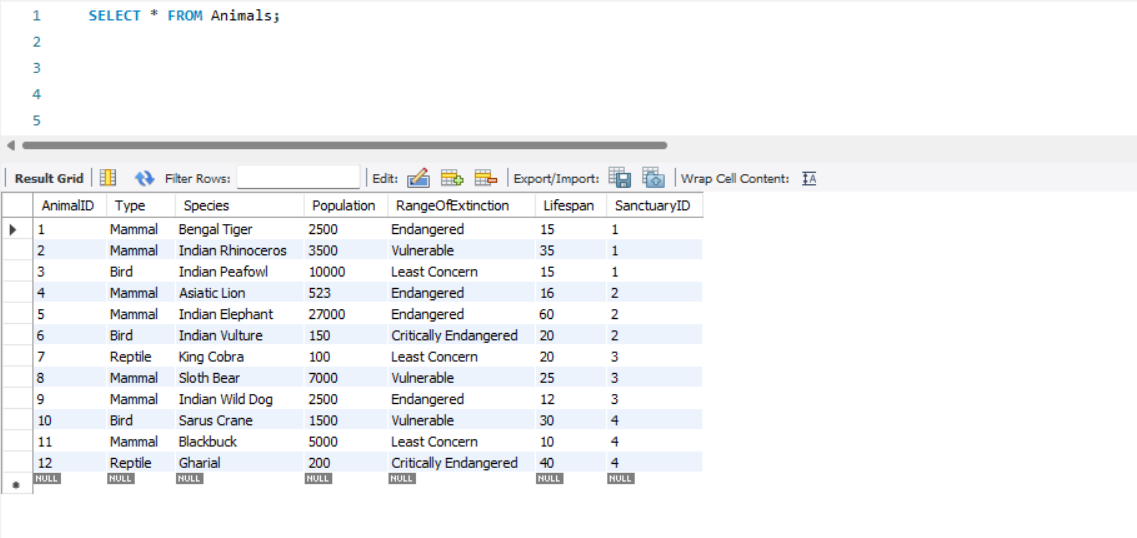 1 SELECT * FROM Animals;
2
3
4
5
Result Grid Filter Rows: Edit: Export/Import: Wrap Cell Content: IA
AnimalID Type Species Population RangeOfExtinction Lifespan SanctuaryID
1 Mammal Bengal Tiger 2500 Endangered 15 1
2 Mammal Indian Rhinoceros 3500 Vulnerable 35 1
3 Bird Indian Peafowl 10000 Least Concern 15 1
4 Mammal Asiatic Lion 523 Endangered 16 2
5 Mammal Indian Elephant 27000 Endangered 60 2
6 Bird Indian Vulture 150 Critically Endangered 20 2
7 Reptile King Cobra 100 Least Concern 20 3
8 Mammal Sloth Bear 7000 Vulnerable 25 3
9 Mammal Indian Wild Dog 2500 Endangered 12 3
10 Bird Sarus Crane 1500 Vulnerable 30 4
11 Mammal Blackbuck 5000 Least Concern 10 4
12 Reptile Gharial 200 Critically Endangered 40 4
NULL NULL NULL NULL NULL NULL NULL